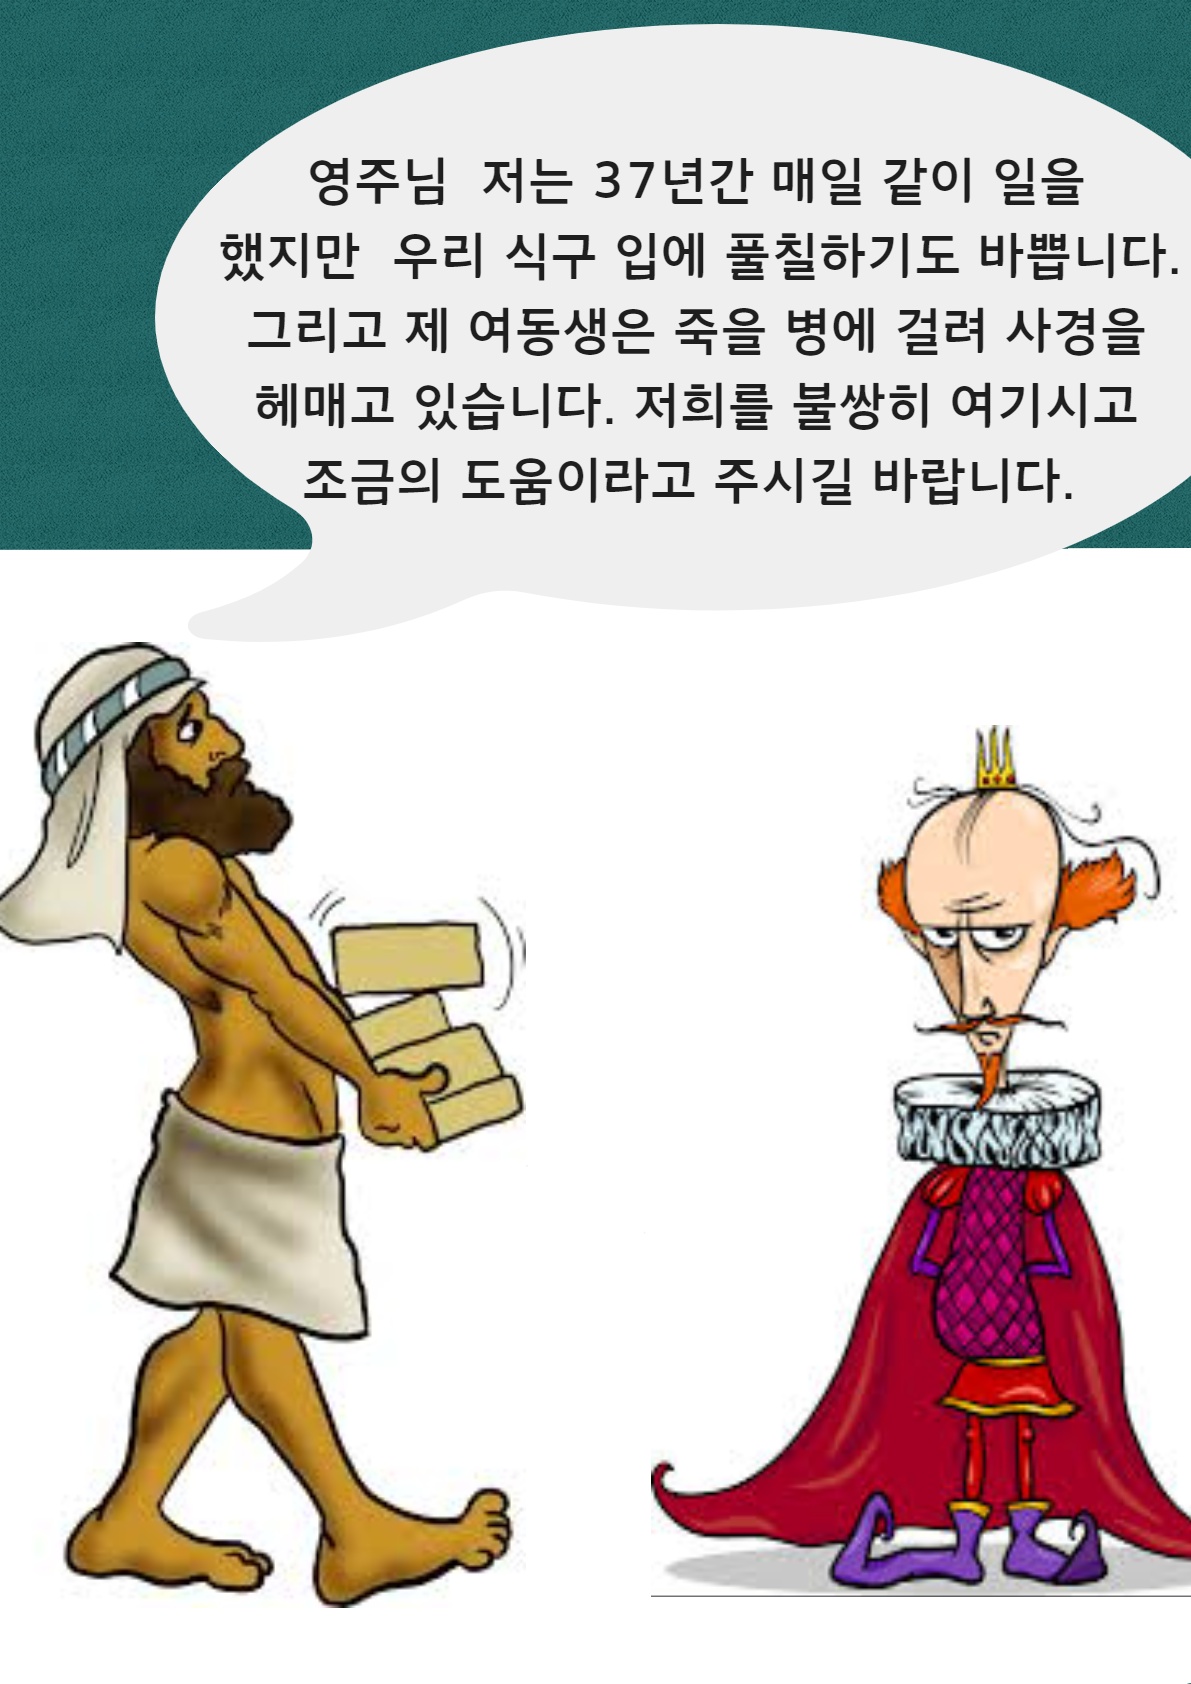 영주님 저는 37년간 매일 같이 일을
했지만 우리 식구 입에 풀칠하기도 바쁩니다.
그리고 제 여동생은 죽을 병에 걸려 사경을
헤매고 있습니다. 저희를 불쌍히 여기시고
조금의 도움이라고 주시길 바랍니다.